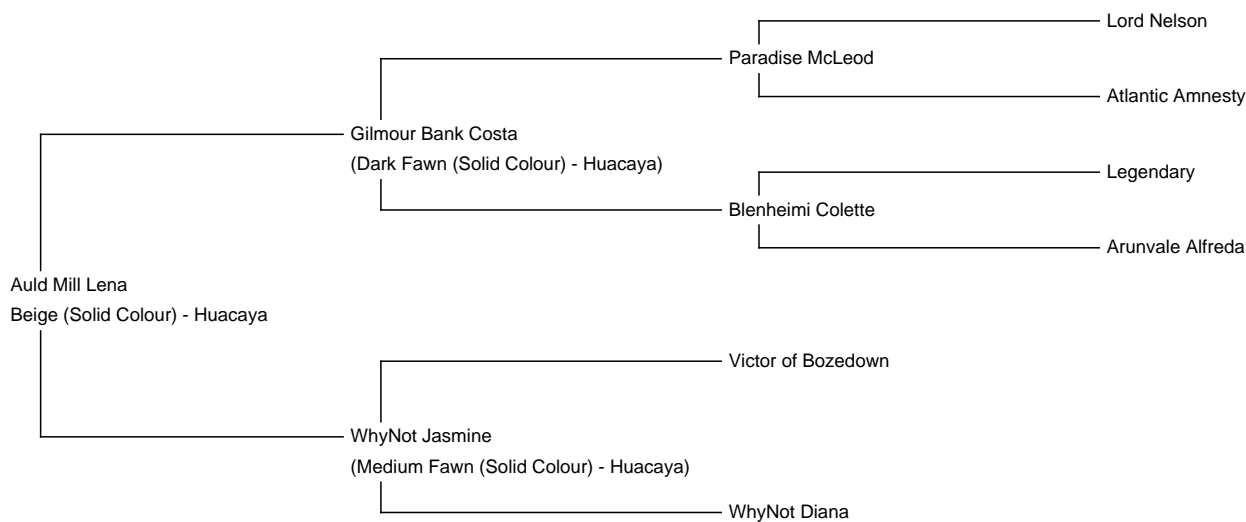 Lord Nelson
Paradise McLeod
Atlantic Amnesty
Gilmour Bank Costa
(Dark Fawn (Solid Colour) - Huacaya)
Legendary
Blenheimi Colette
Arunvale Alfreda
Auld Mill Lena
Beige (Solid Colour) - Huacaya
Victor of Bozedown
WhyNot Jasmine
(Medium Fawn (Solid Colour) - Huacaya)
WhyNot Diana